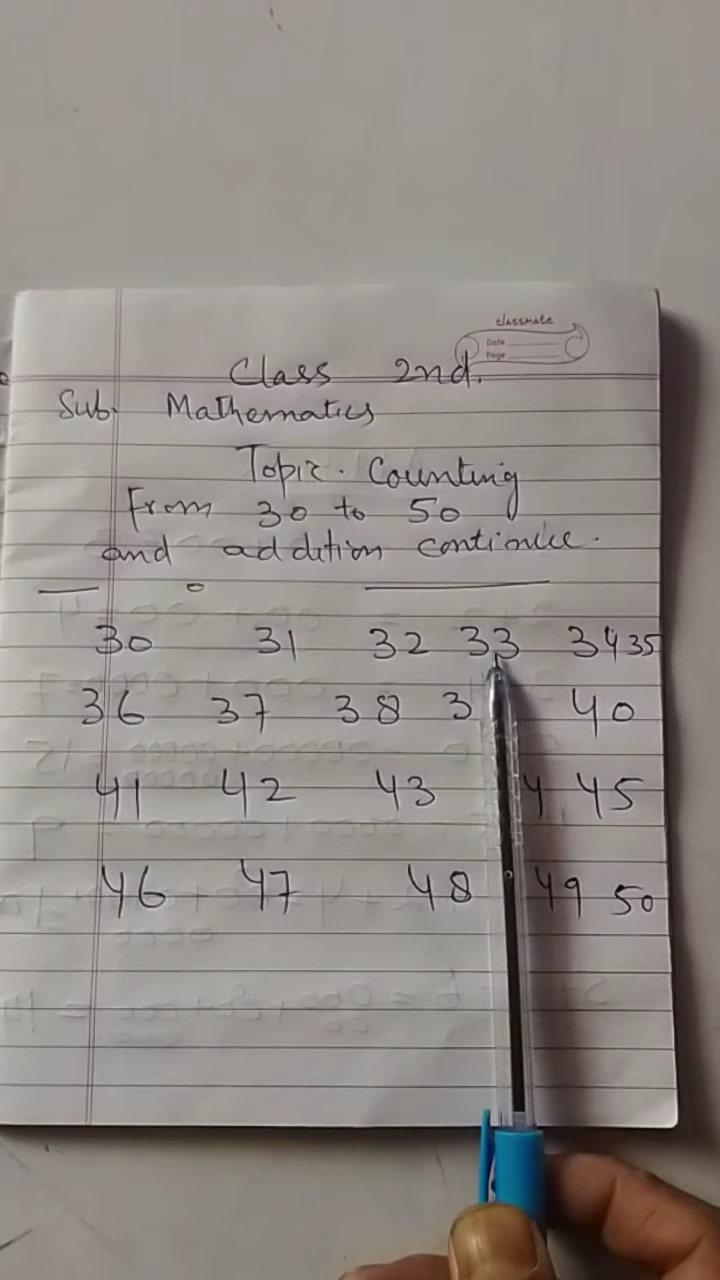 classmate
Date
Page
Class 2nd.
Sub. Mathematics
Topic. Counting
From 30 to 50
and addition continue.
30 31 32 33 34 35
36 37 38 3 40
41 42 43 4 45
46 47 48 49 50